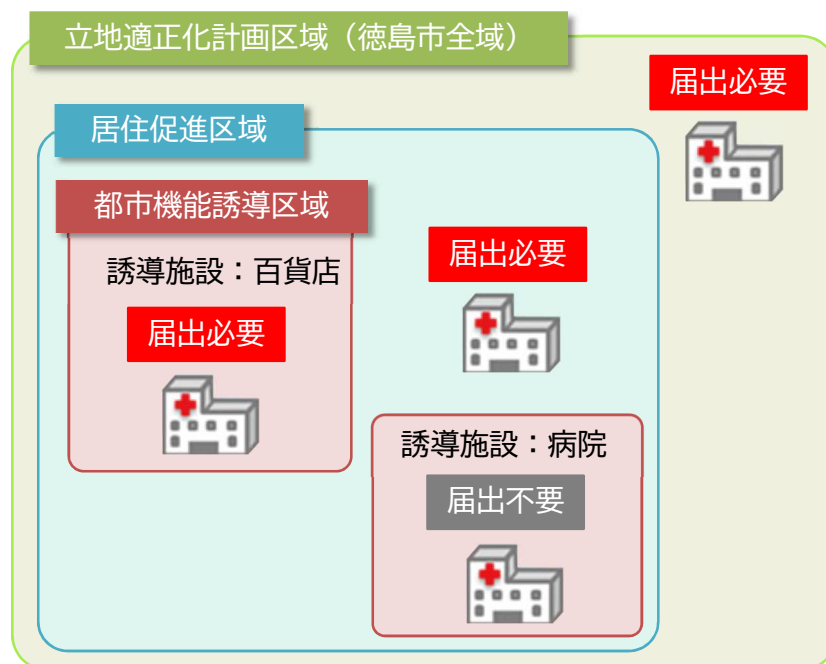 立地適正化計画区域（徳島市全域）
届出必要
居住促進区域
都市機能誘導区域
誘導施設：百貨店
届出必要
届出必要
誘導施設：病院
届出不要